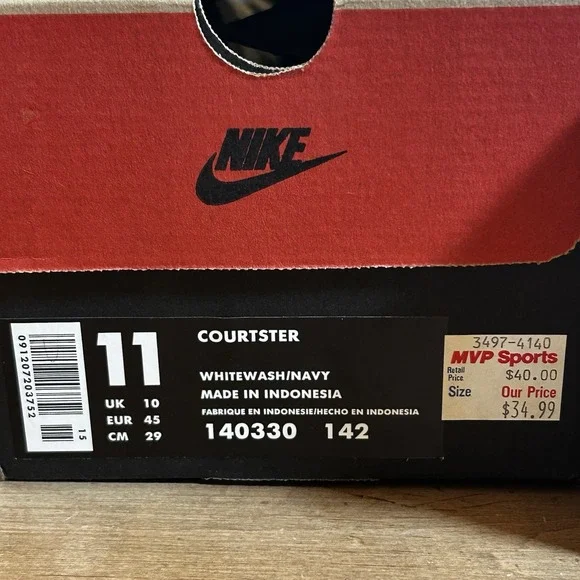 NIKE
091207203752
15
11
UK 10
EUR 45
CM 29
COURTSTER
WHITEWASH/NAVY
MADE IN INDONESIA
FABRIQUE EN INDONESIE/HECHO EN INDONESIA
140330 142
3497-4140
MVP Sports
Retail Price $40.00
Size Our Price
$34.99